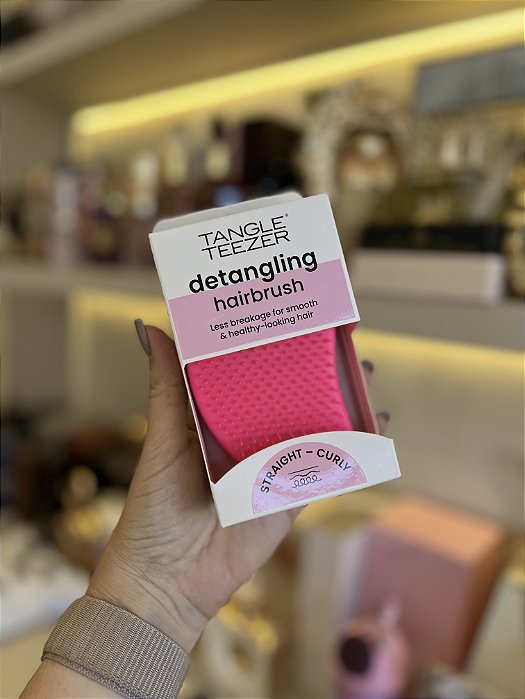 TANGLE®
TEEZER
detangling
hairbrush
Less breakage for smooth
& healthy-looking hair
STRAIGHT – CURLY